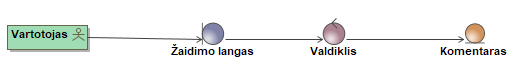 Vartotojas
Žaidimo langas
Valdiklis
Komentaras